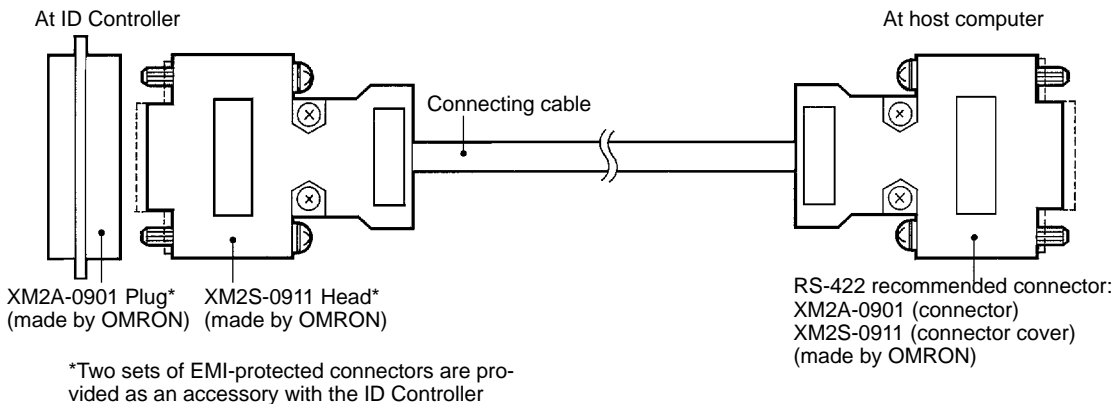 At ID Controller
At host computer
Connecting cable
XM2A-0901 Plug*
(made by OMRON)
XM2S-0911 Head*
(made by OMRON)
RS-422 recommended connector:
XM2A-0901 (connector)
XM2S-0911 (connector cover)
(made by OMRON)
*Two sets of EMI-protected connectors are pro-
vided as an accessory with the ID Controller